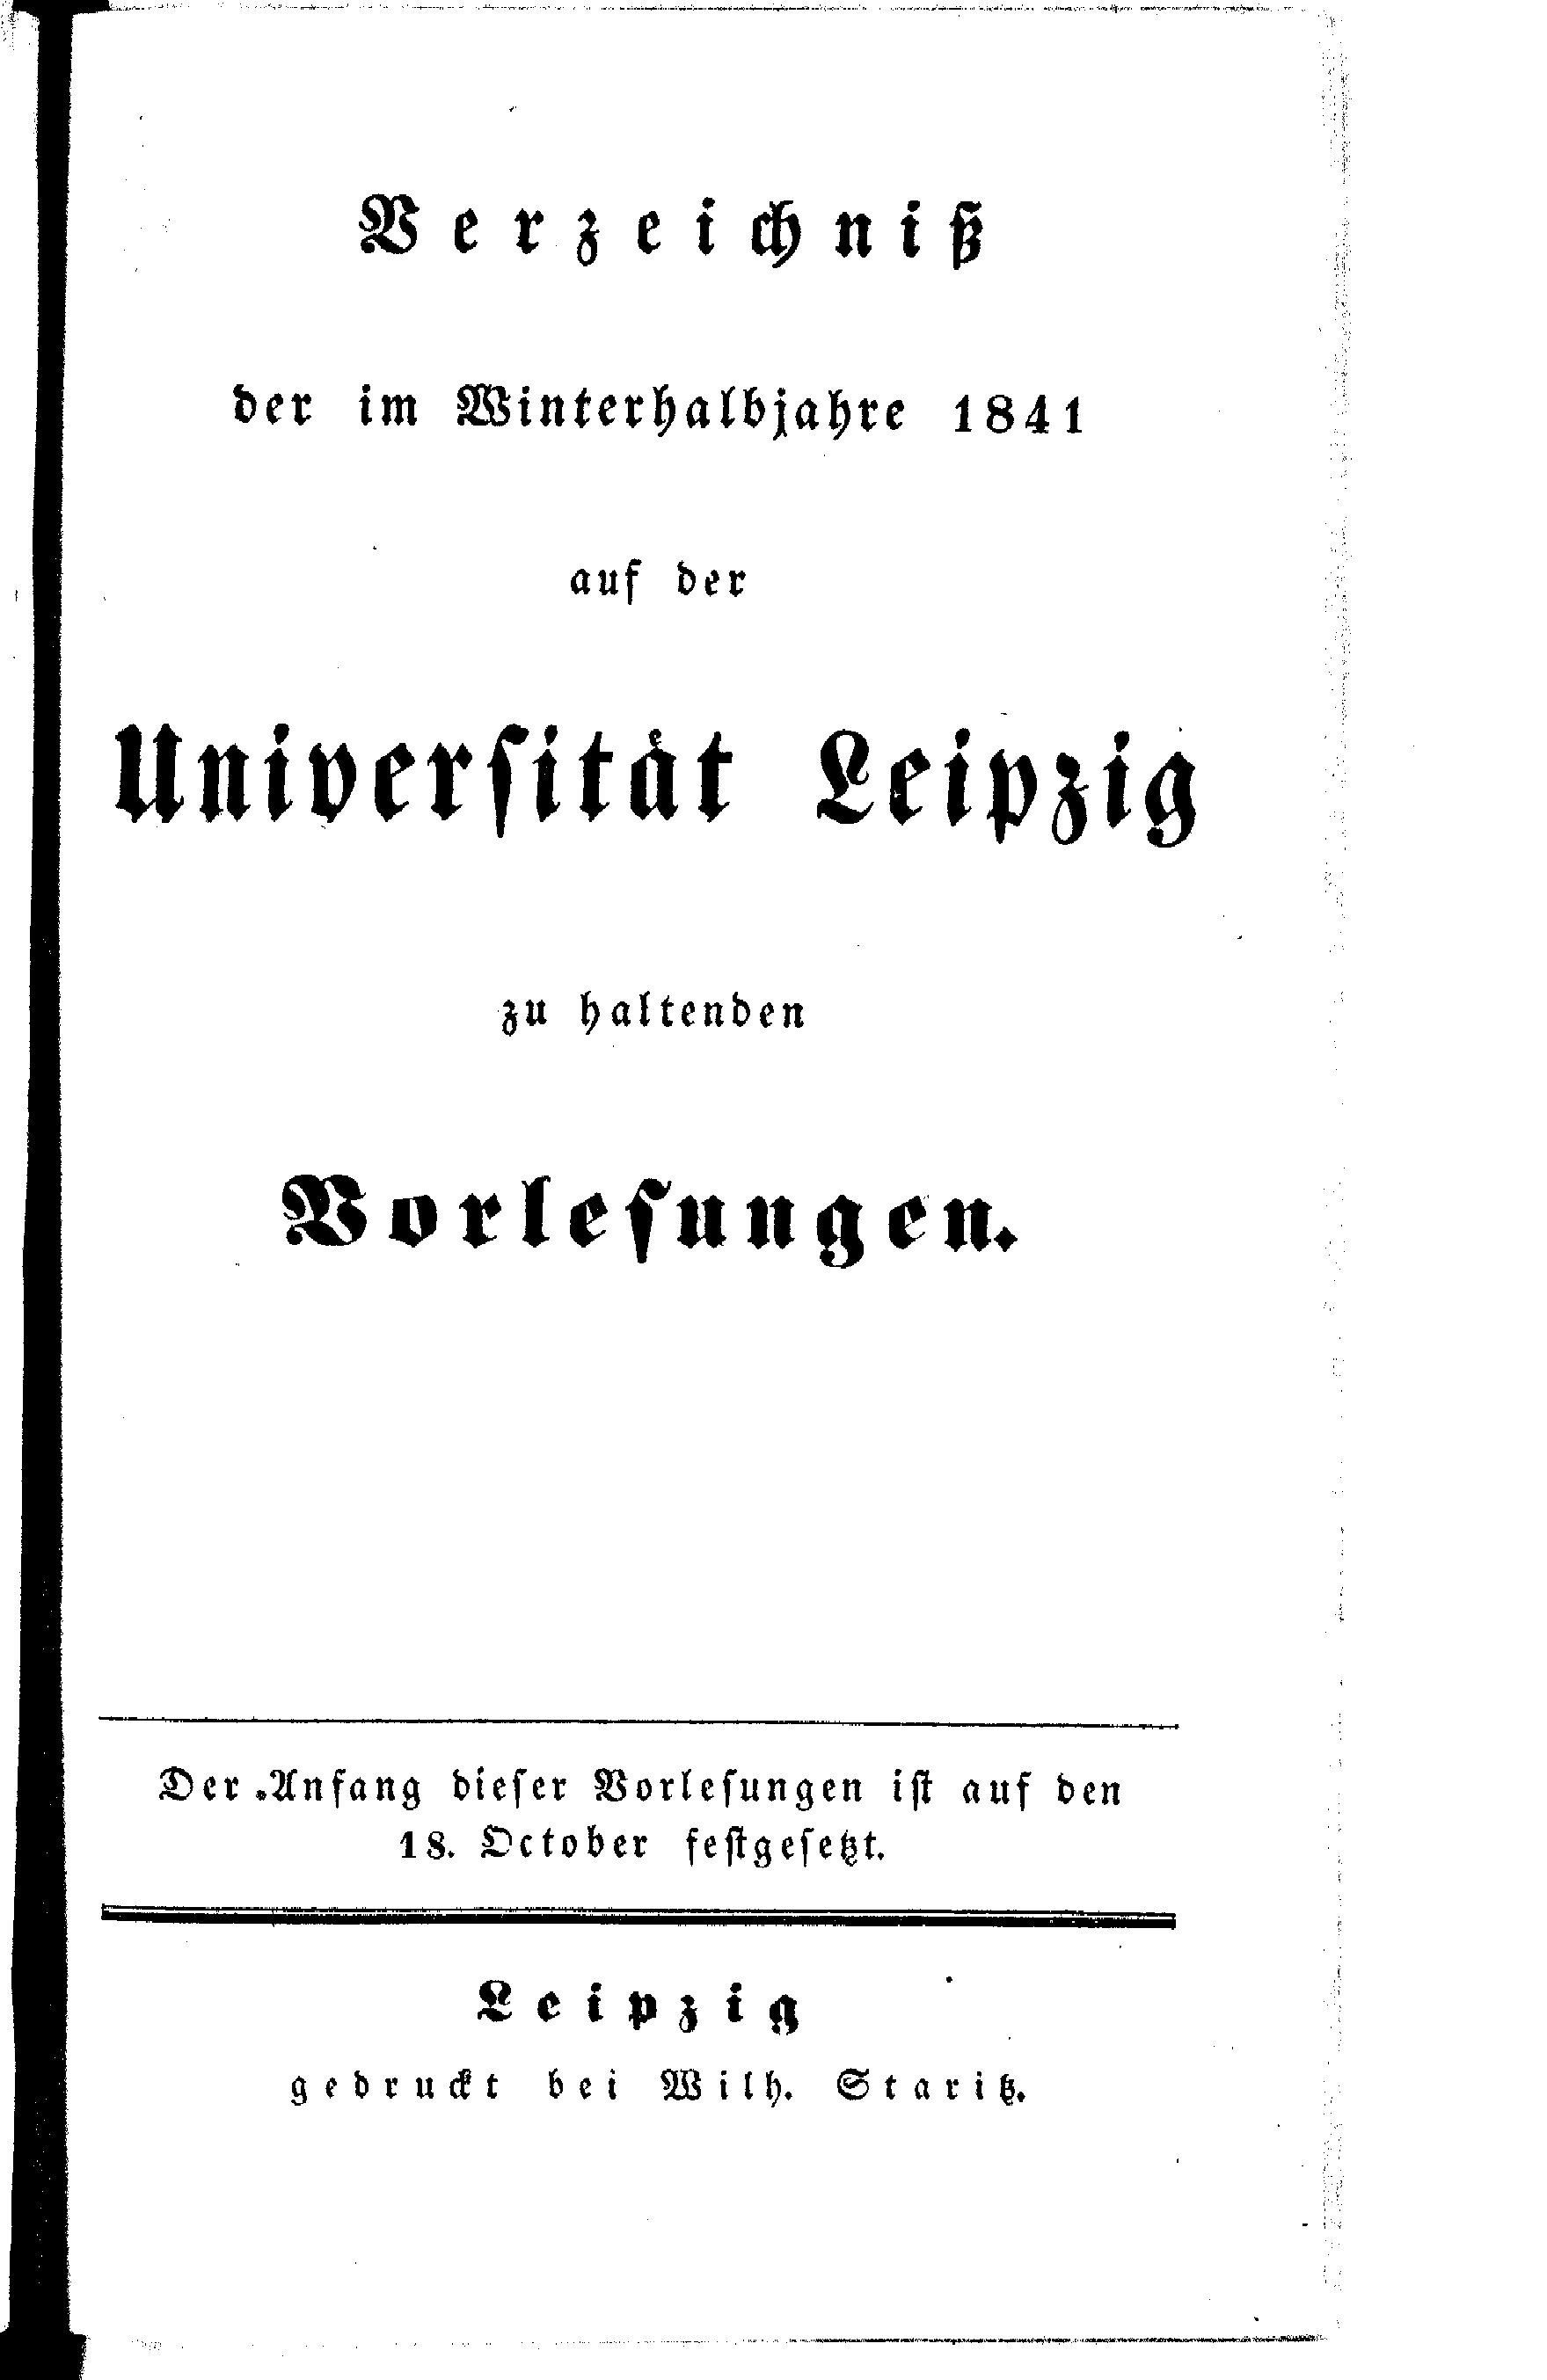 Verzeichniß
der im Winterhalbjahre 1841
auf der
Universität Leipzig
zu haltenden
Vorlesungen.
Der Anfang dieser Vorlesungen ist auf den
18. October festgesetzt.
Leipzig
gedruckt bei Wilh. Staritz.